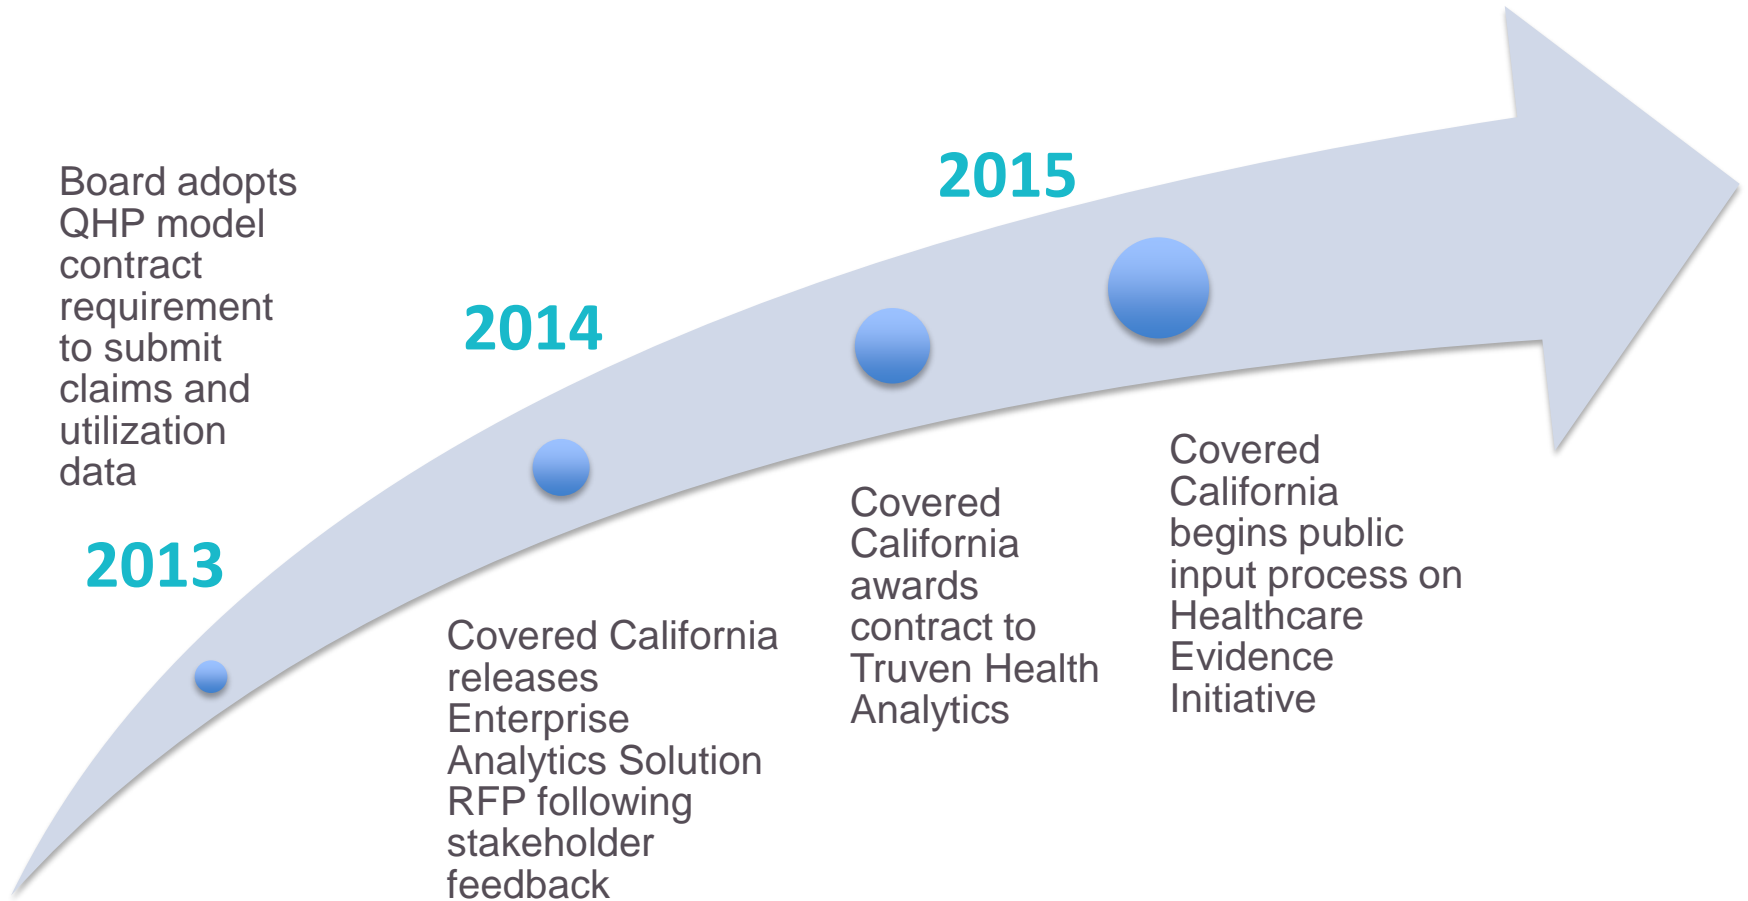 Board adopts
QHP model
contract
requirement
to submit
claims and
utilization
data
2013
2014
Covered California
releases
Enterprise
Analytics Solution
RFP following
stakeholder
feedback
2015
Covered
California
awards
contract to
Truven Health
Analytics
Covered
California
begins public
input process on
Healthcare
Evidence
Initiative